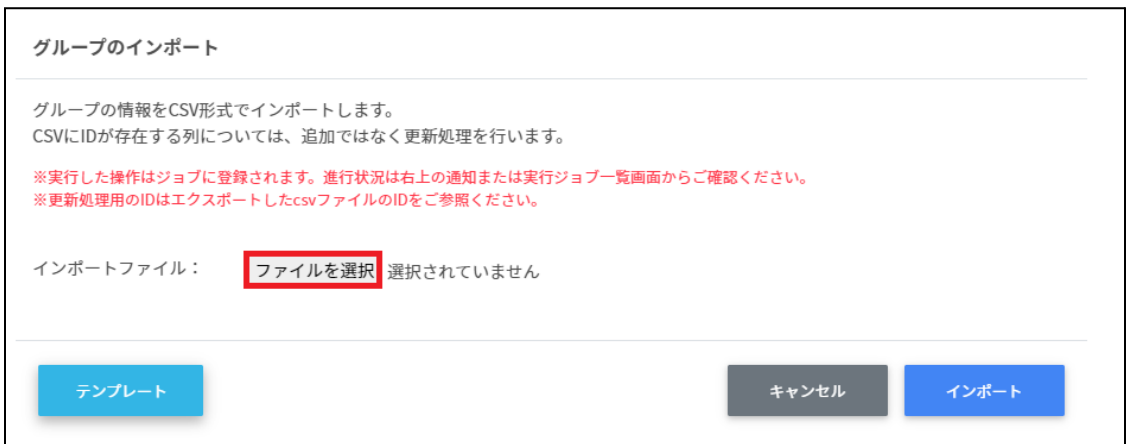 グループのインポート
グループの情報をCSV形式でインポートします。
CSVにIDが存在する列については、追加ではなく更新処理を行います。
※実行した操作はジョブに登録されます。進行状況は右上の通知または実行ジョブ一覧画面からご確認ください。
※更新処理用のIDはエクスポートしたcsvファイルのIDをご参照ください。
インポートファイル： ファイルを選択 選択されていません
テンプレート キャンセル インポート